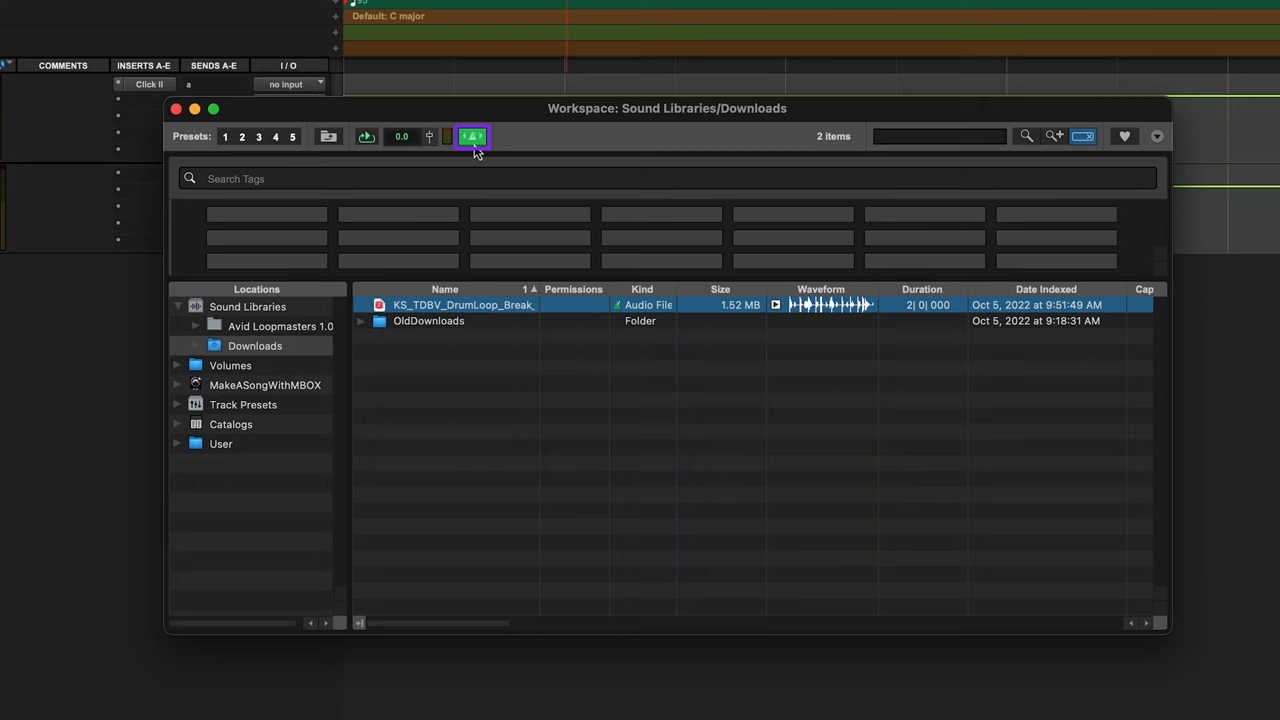 95
Default: C major
COMMENTS INSERTS A-E SENDS A-E I / O
Click II a no input
Workspace: Sound Libraries/Downloads
Presets: 1 2 3 4 5 0.0 2 items
Search Tags
Locations Name 1 Permissions Kind Size Waveform Duration Date Indexed Cap
Sound Libraries KS_TDBV_DrumLoop_Break_ Audio File 1.52 MB 2| 0| 000 Oct 5, 2022 at 9:51:49 AM
Avid Loopmasters 1.0 OldDownloads Folder Oct 5, 2022 at 9:18:31 AM
Downloads
Volumes
MakeASongWithMBOX
Track Presets
Catalogs
User